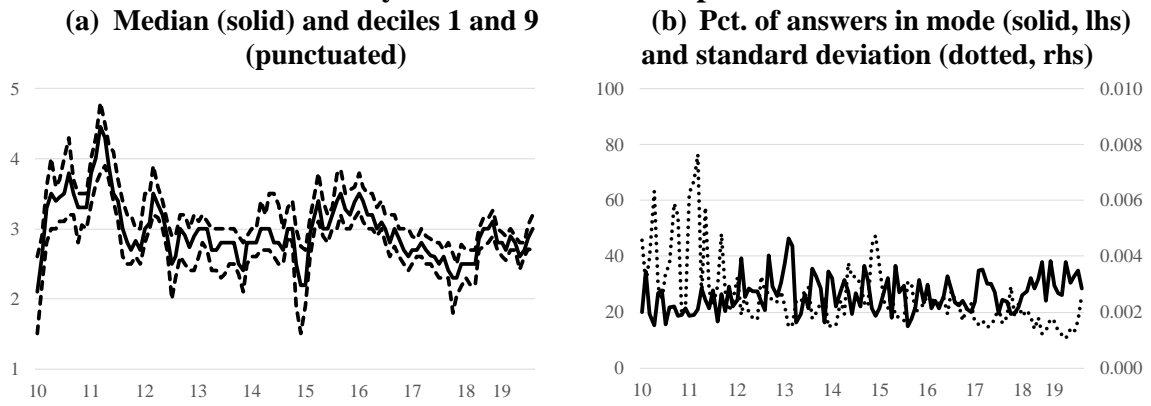 (a) Median (solid) and deciles 1 and 9
(punctuated)
5
4
3
2
1
10 11 12 13 14 15 16 17 18 19
(b) Pct. of answers in mode (solid, lhs)
and standard deviation (dotted, rhs)
100 0.010
80 0.008
60 0.006
40 0.004
20 0.002
0 0.000
10 11 12 13 14 15 16 17 18 19